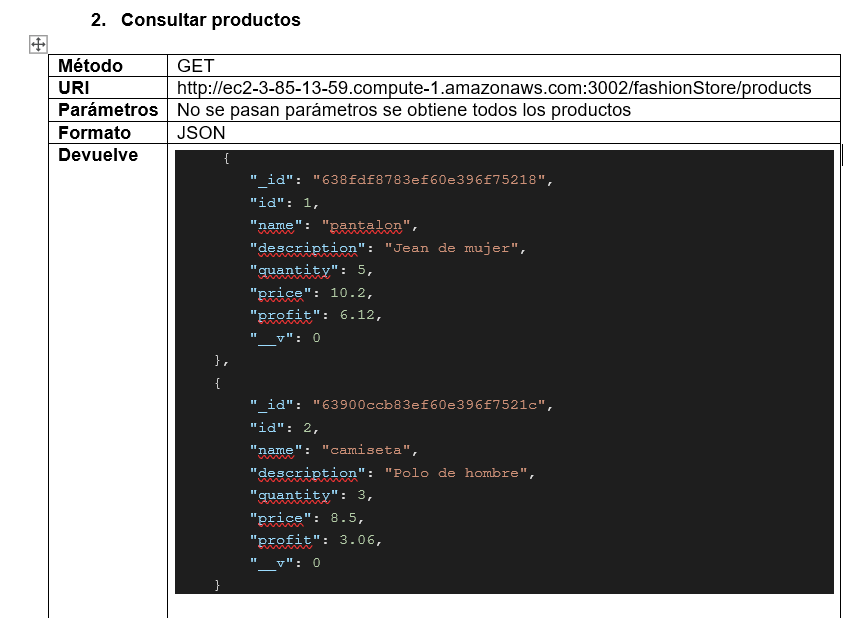 2. Consultar productos
Método GET
URI http://ec2-3-85-13-59.compute-1.amazonaws.com:3002/fashionStore/products
Parámetros No se pasan parámetros se obtiene todos los productos
Formato JSON
Devuelve
{
"_id": "638fdf8783ef60e396f75218",
"id": 1,
"name": "pantalon",
"description": "Jean de mujer",
"quantity": 5,
"price": 10.2,
"profit": 6.12,
"__v": 0
},
{
"_id": "63900ccb83ef60e396f7521c",
"id": 2,
"name": "camiseta",
"description": "Polo de hombre",
"quantity": 3,
"price": 8.5,
"profit": 3.06,
"__v": 0
}